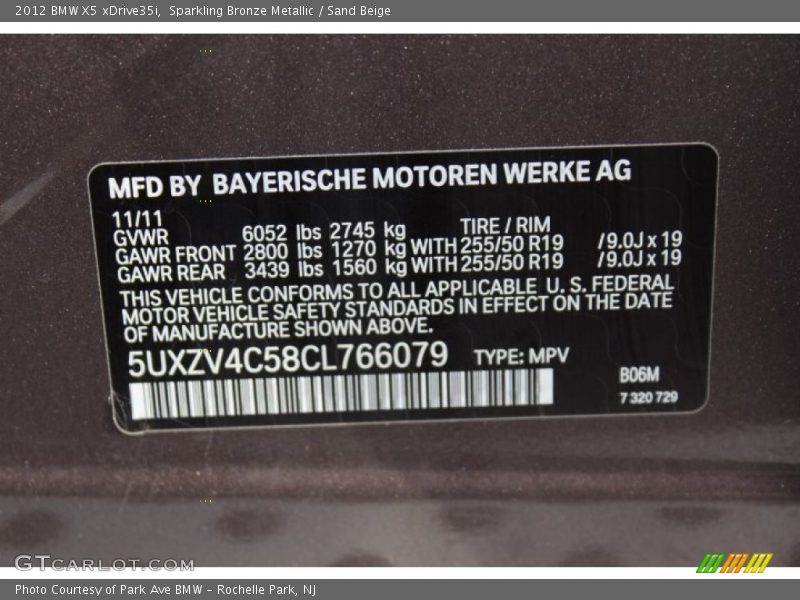 2012 BMW X5 xDrive35i, Sparkling Bronze Metallic / Sand Beige
MFD BY BAYERISCHE MOTOREN WERKE AG
11/11 TIRE / RIM
GVWR 6052 lbs 2745 kg
GAWR FRONT 2800 lbs 1270 kg WITH 255/50 R19 /9.0J x 19
GAWR REAR 3439 lbs 1560 kg WITH 255/50 R19 /9.0J x 19
THIS VEHICLE CONFORMS TO ALL APPLICABLE U.S. FEDERAL
MOTOR VEHICLE SAFETY STANDARDS IN EFFECT ON THE DATE
OF MANUFACTURE SHOWN ABOVE.
5UXZV4C58CL766079 TYPE: MPV
B06M
7 320 729
GTCARLOT.COM
Photo Courtesy of Park Ave BMW - Rochelle Park, NJ